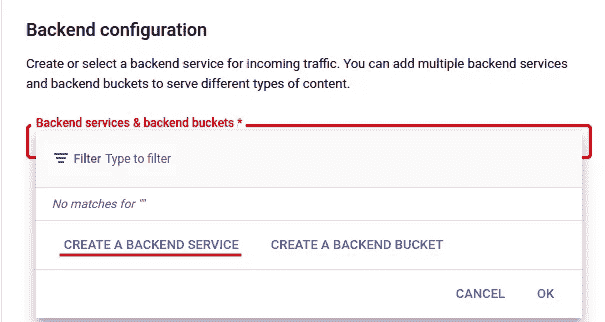 Backend configuration
Create or select a backend service for incoming traffic. You can add multiple backend services
and backend buckets to serve different types of content.
Backend services & backend buckets *
Filter Type to filter
No matches for ""
CREATE A BACKEND SERVICE CREATE A BACKEND BUCKET
CANCEL OK